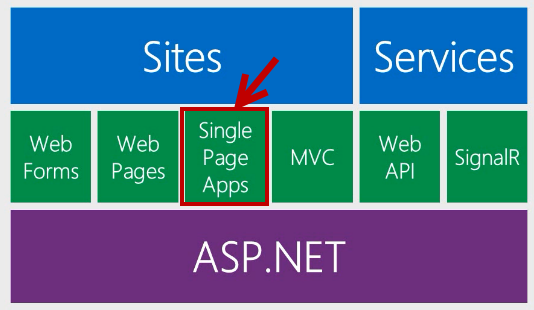 Sites
Services
Web
Forms
Web
Pages
Single
Page
Apps
MVC
Web
API
SignalR
ASP.NET